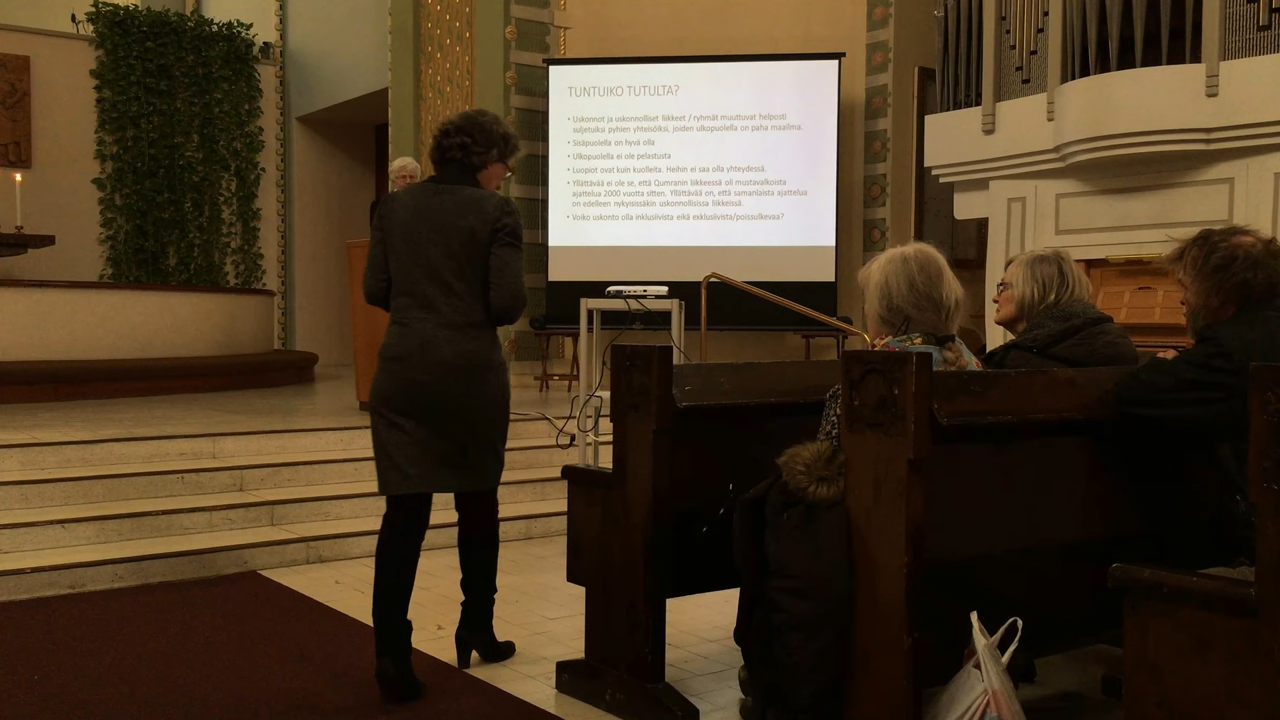 TUNTUIKO TUTULTA?
• Uskonnot ja uskonnolliset liikkeet / ryhmät muuttuvat helposti
suljetuiksi pyhien yhteisöiksi, joiden ulkopuolella on paha maailma.
• Sisäpuolella on hyvä olla
• Ulkopuolella ei ole pelastusta
• Luopiot ovat kuin kuolleita. Heihin ei saa olla yhteydessä.
• Yllättävää ei ole se, että Qumranin liikkeessä oli mustavalkoista
ajattelua 2000 vuotta sitten. Yllättävää on, että samanlaista ajattelua
on edelleen nykyisissäkin uskonnollisissa liikkeissä.
• Voiko uskonto olla inklusiivista eikä exklusiivista/poissulkevaa?